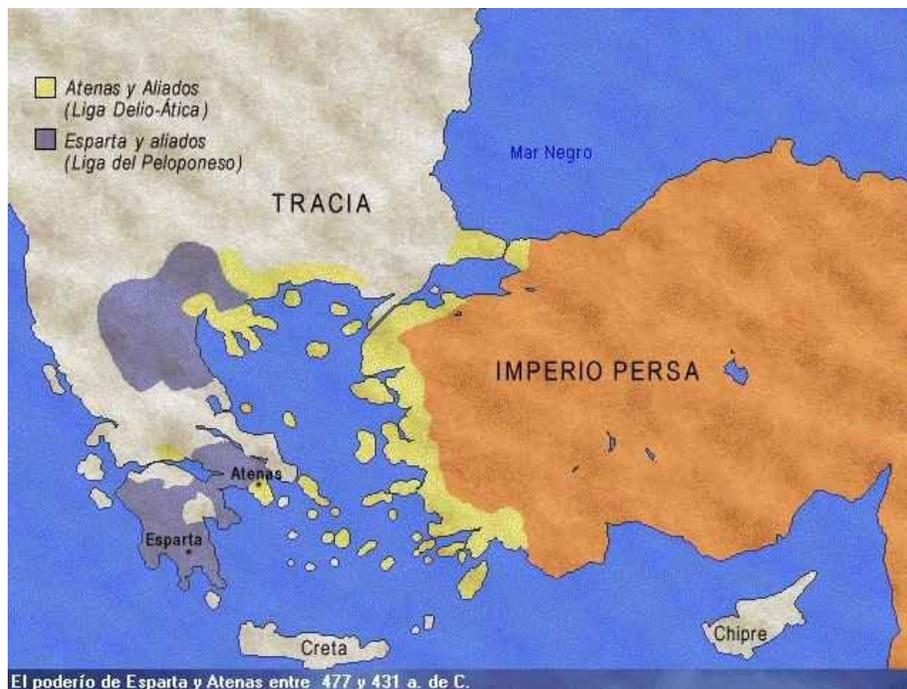 Atenas y Aliados
(Liga Delio-Ática)
Esparta y aliados
(Liga del Peloponeso)
Mar Negro
TRACIA
IMPERIO PERSA
Atenas
Esparta
Creta
Chipre
El poderío de Esparta y Atenas entre 477 y 431 a. de C.